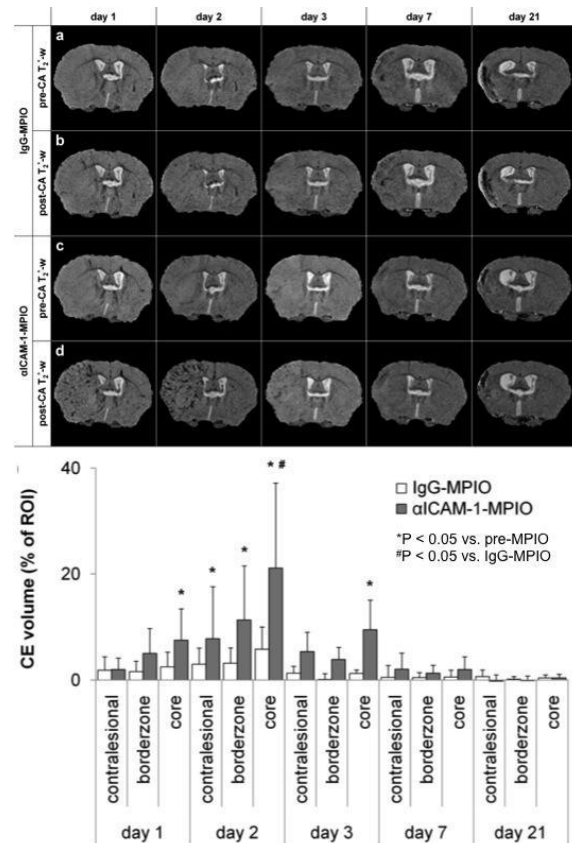 day 1 day 2 day 3 day 7 day 21
IgG-MPIO
pre-CA T2*-w
a
post-CA T2*-w
b
αICAM-1-MPIO
pre-CA T2*-w
c
post-CA T2*-w
d
CE volume (% of ROI)
40
20
0
* * * * # *
IgG-MPIO
αICAM-1-MPIO
*P < 0.05 vs. pre-MPIO
#P < 0.05 vs. IgG-MPIO
contralesional borderzone core contralesional borderzone core contralesional borderzone core contralesional borderzone core contralesional borderzone core
day 1 day 2 day 3 day 7 day 21